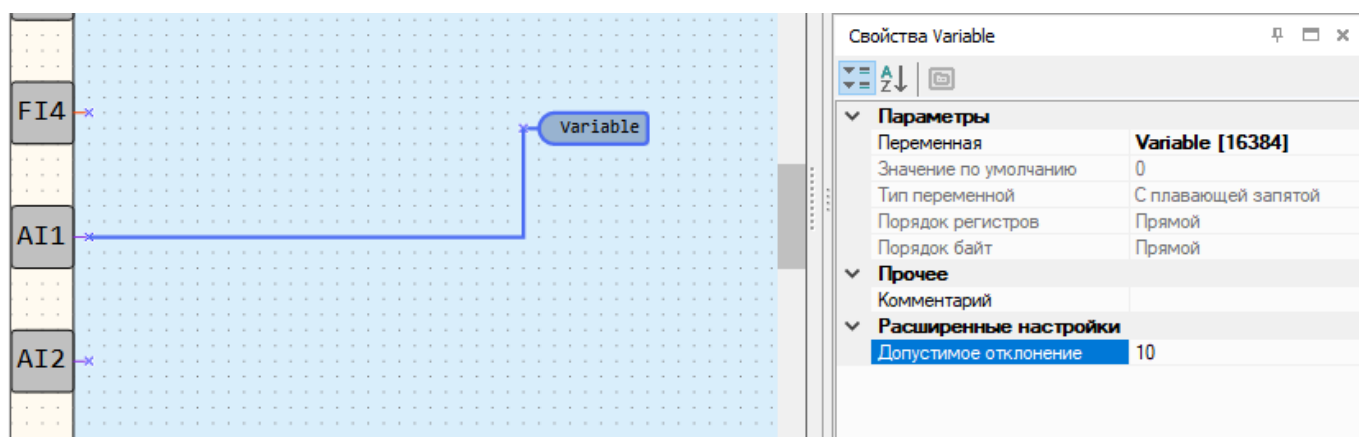 FI4
AI1
AI2
Variable
Свойства Variable
Параметры
Переменная Variable [16384]
Значение по умолчанию 0
Тип переменной С плавающей запятой
Порядок регистров Прямой
Порядок байт Прямой
Прочее
Комментарий
Расширенные настройки
Допустимое отклонение 10